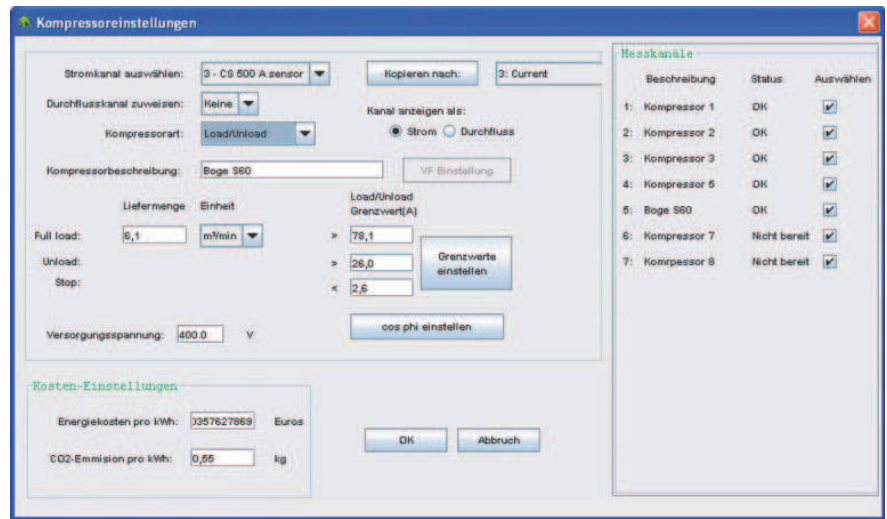 Kompressoreinstellungen
Stromkanal auswählen: 3 - CS 500 A sensor Kopieren nach: 3: Current
Durchflusskanal zuweisen: Keine Kanal anzeigen als:
Kompressorart: Load/Unload Strom Durchfluss
Kompressorbeschreibung: Boge S60 VF Einstellung
Liefermenge Einheit Load/Unload
Grenzwert(A)
Full load: 6,1 m³/min > 78,1
Unload: > 26,0 Grenzwerte
einstellen
Stop: < 2,6
Versorgungsspannung: 400.0 V cos phi einstellen
Kosten-Einstellungen
Energiekosten pro kWh: 0357627869 Euros
CO2-Emmision pro kWh: 0,55 kg
OK Abbruch
Messkanäle
Beschreibung Status Auswählen
1: Kompressor 1 OK
2: Kompressor 2 OK
3: Kompressor 3 OK
4: Kompressor 5 OK
5: Boge S60 OK
6: Kompressor 7 Nicht bereit
7: Komrpessor 8 Nicht bereit